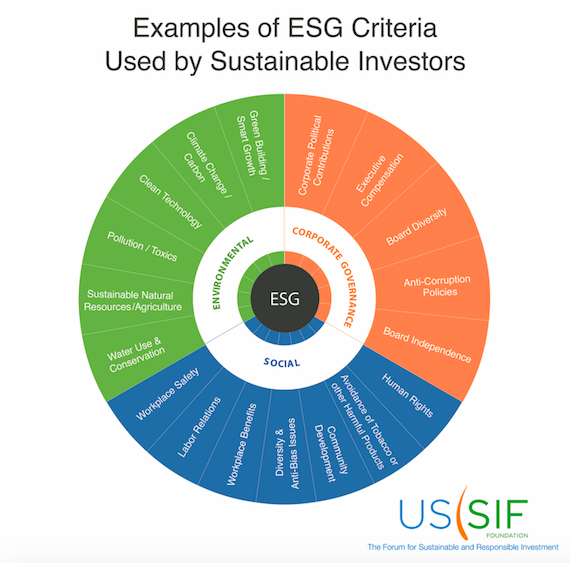 Examples of ESG Criteria
Used by Sustainable Investors
Green Building /
Smart Growth
Climate Change /
Carbon
Clean Technology
Pollution / Toxics
Sustainable Natural
Resources/Agriculture
Water Use &
Conservation
Corporate Political
Contributions
Executive
Compensation
Board Diversity
Anti-Corruption
Policies
Board Independence
Human Rights
Avoidance of Tobacco or
other Harmful Products
Community
Development
Diversity &
Anti-Bias Issues
Workplace Benefits
Labor Relations
Workplace Safety
ENVIRONMENTAL
CORPORATE GOVERNANCE
SOCIAL
ESG
US SIF
FOUNDATION
The Forum for Sustainable and Responsible Investment